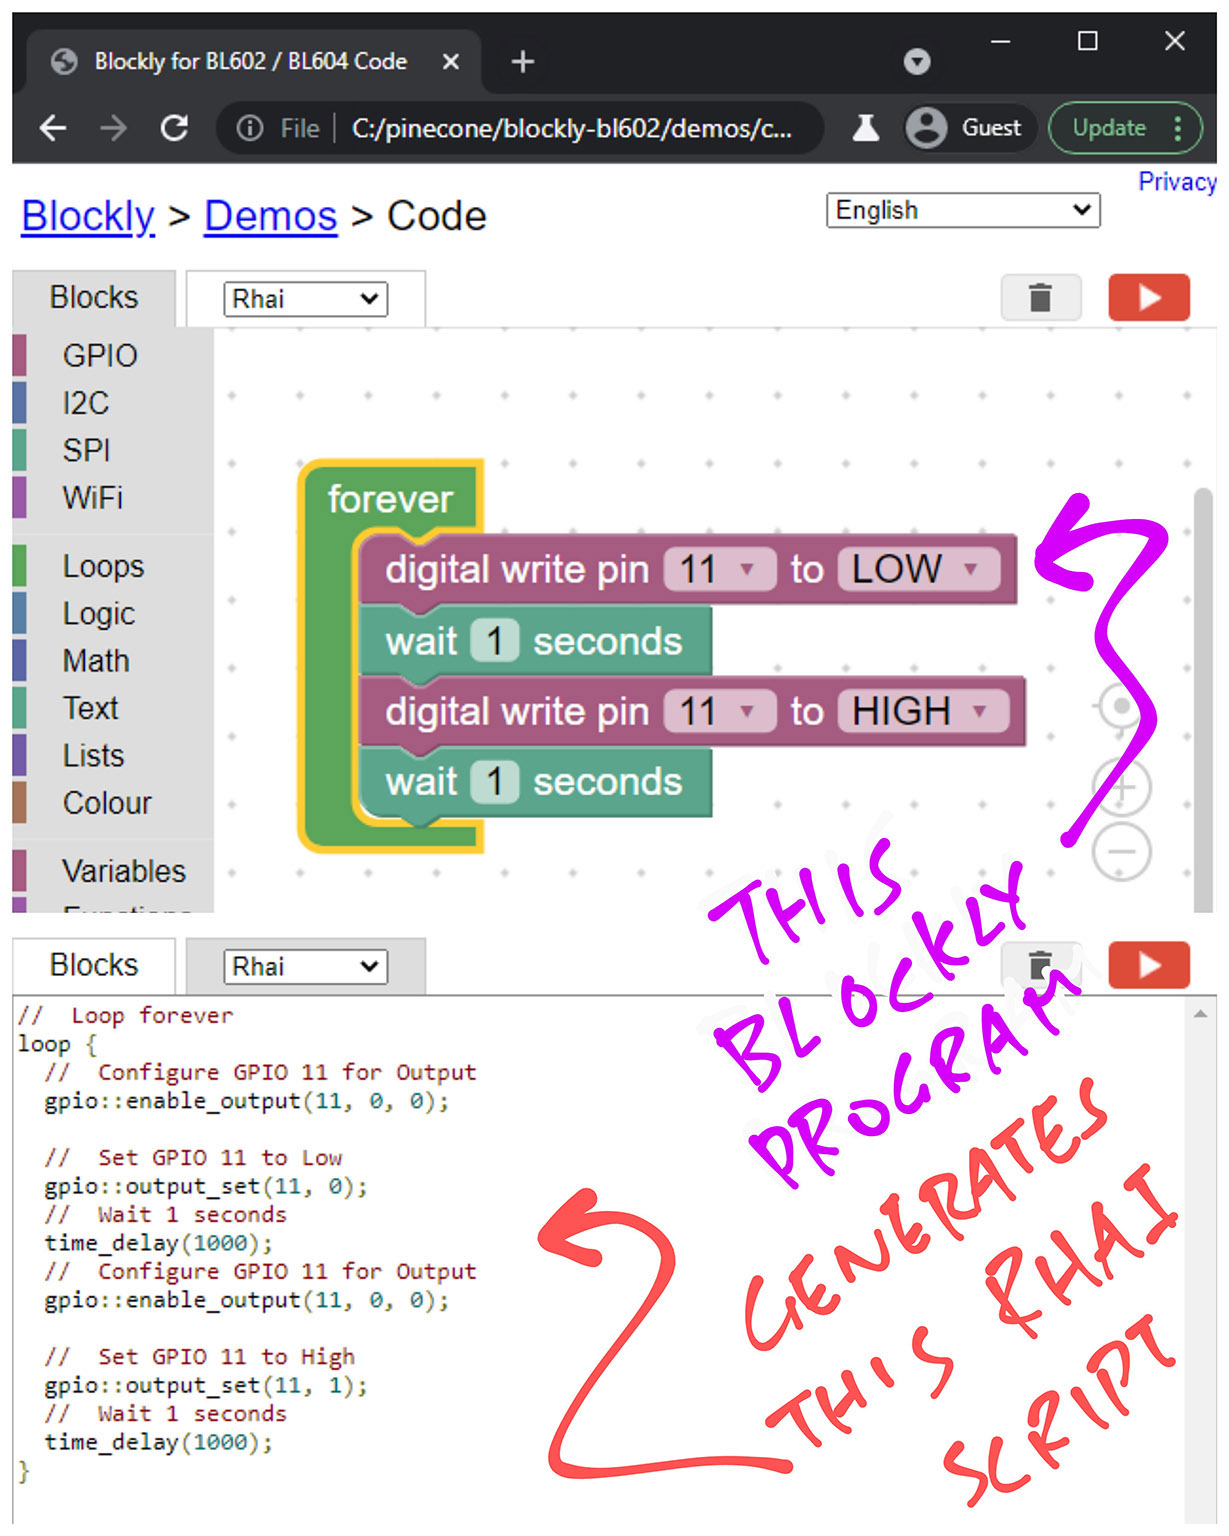 Blockly for BL602 / BL604 Code
File C:/pinecone/blockly-bl602/demos/c...
Guest
Update
Privacy
Blockly > Demos > Code
English
Blocks
Rhai
GPIO
I2C
SPI
WiFi
Loops
Logic
Math
Text
Lists
Colour
Variables
Functions
forever
digital write pin 11 to LOW
wait 1 seconds
digital write pin 11 to HIGH
wait 1 seconds
THIS
BLOCKLY
PROGRAM
Blocks
Rhai
// Loop forever
loop {
// Configure GPIO 11 for Output
gpio::enable_output(11, 0, 0);
// Set GPIO 11 to Low
gpio::output_set(11, 0);
// Wait 1 seconds
time_delay(1000);
// Configure GPIO 11 for Output
gpio::enable_output(11, 0, 0);
// Set GPIO 11 to High
gpio::output_set(11, 1);
// Wait 1 seconds
time_delay(1000);
}
GENERATES
THIS RHAI
SCRIPT